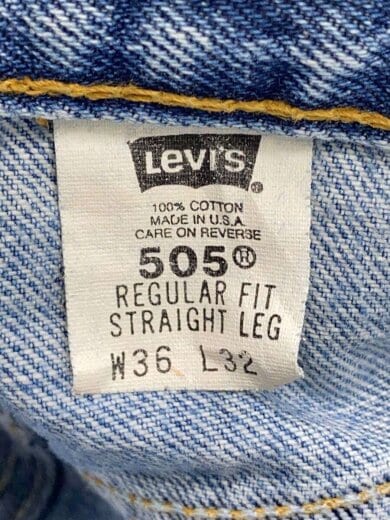 Levi's®
100% COTTON
MADE IN U.S.A.
CARE ON REVERSE
505®
REGULAR FIT
STRAIGHT LEG
W36 L32